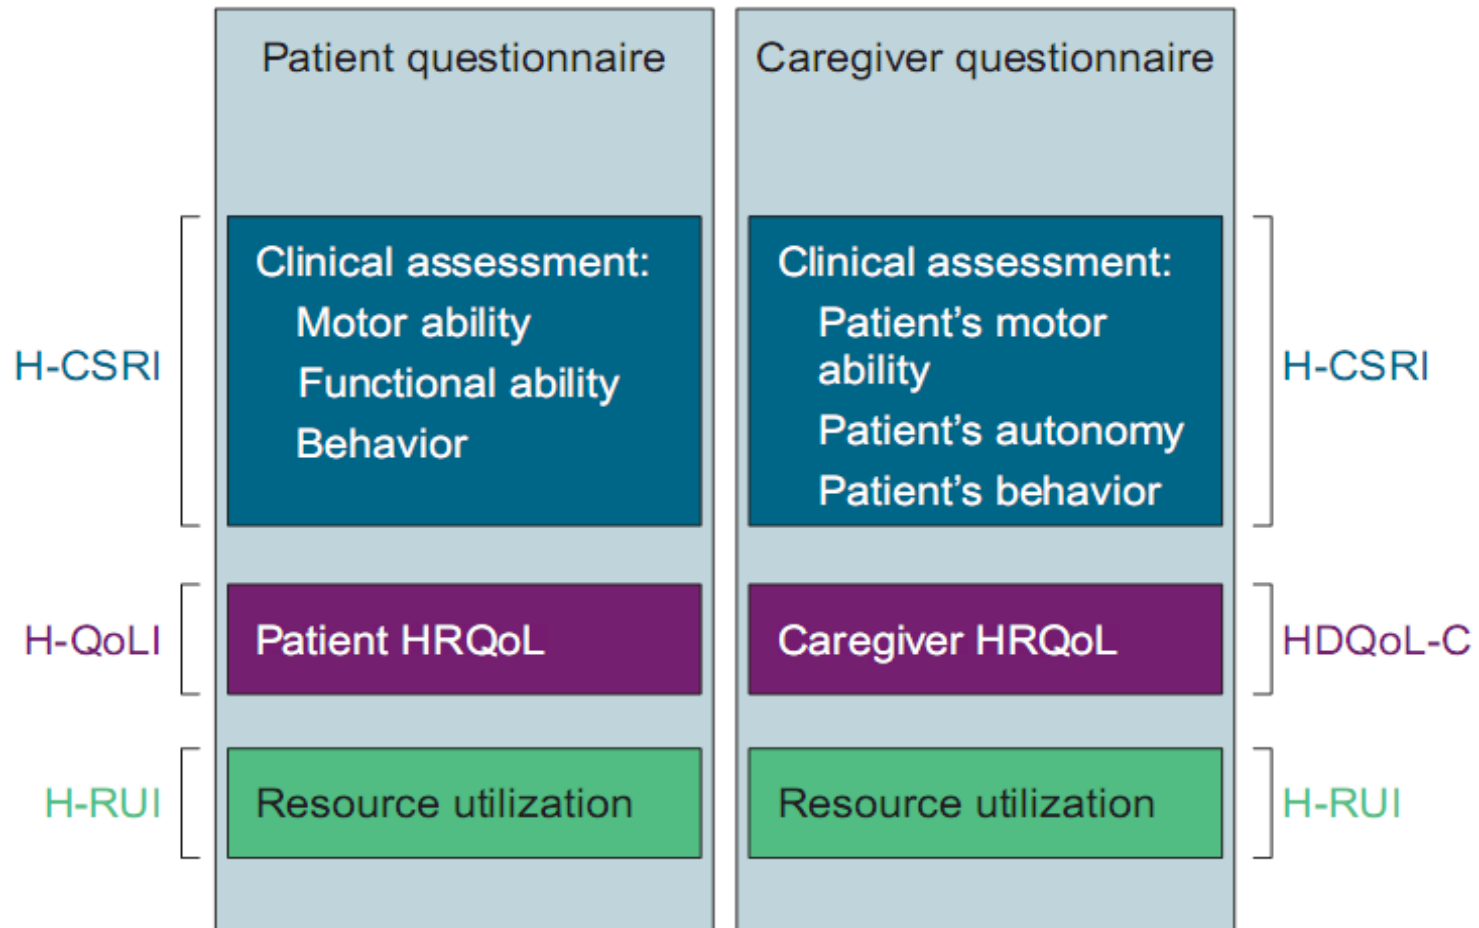 Patient questionnaire
Caregiver questionnaire
H-CSRI
Clinical assessment:
Motor ability
Functional ability
Behavior
Clinical assessment:
Patient's motor
ability
Patient's autonomy
Patient's behavior
H-CSRI
H-QoLI
Patient HRQoL
Caregiver HRQoL
HDQoL-C
H-RUI
Resource utilization
Resource utilization
H-RUI